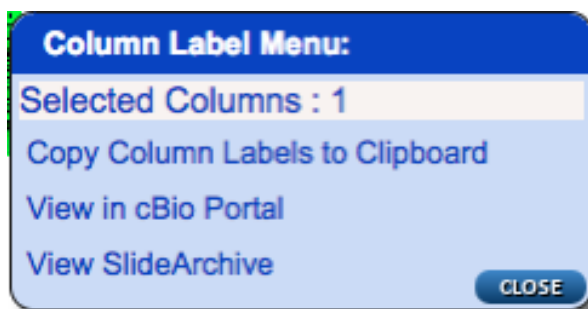 Column Label Menu:
Selected Columns : 1
Copy Column Labels to Clipboard
View in cBio Portal
View SlideArchive
CLOSE